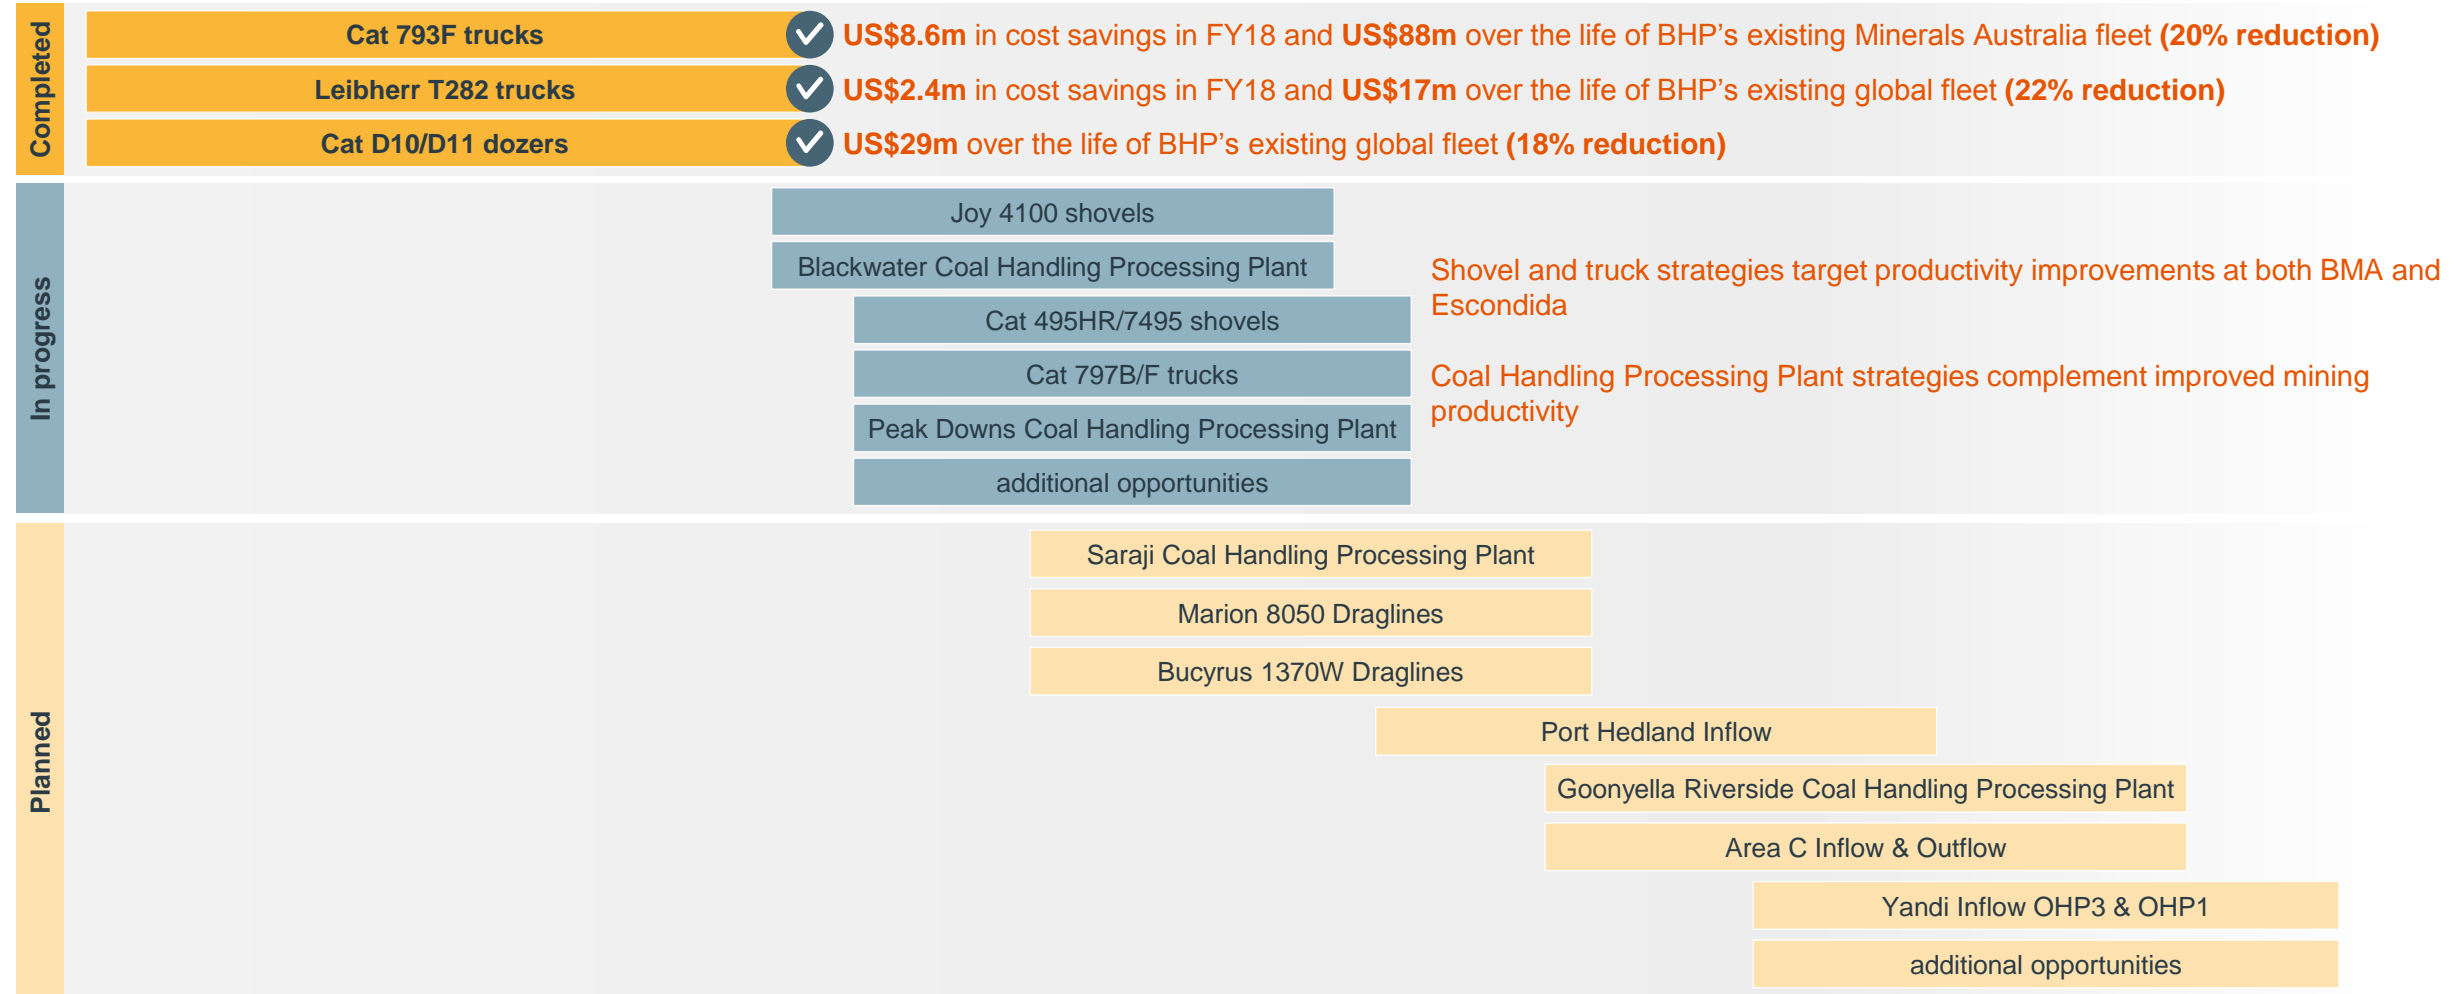 Completed
Cat 793F trucks
US$8.6m in cost savings in FY18 and US$88m over the life of BHP’s existing Minerals Australia fleet (20% reduction)
Leibherr T282 trucks
US$2.4m in cost savings in FY18 and US$17m over the life of BHP’s existing global fleet (22% reduction)
Cat D10/D11 dozers
US$29m over the life of BHP’s existing global fleet (18% reduction)
In progress
Joy 4100 shovels
Blackwater Coal Handling Processing Plant
Cat 495HR/7495 shovels
Cat 797B/F trucks
Peak Downs Coal Handling Processing Plant
additional opportunities
Shovel and truck strategies target productivity improvements at both BMA and
Escondida
Coal Handling Processing Plant strategies complement improved mining
productivity
Planned
Saraji Coal Handling Processing Plant
Marion 8050 Draglines
Bucyrus 1370W Draglines
Port Hedland Inflow
Goonyella Riverside Coal Handling Processing Plant
Area C Inflow & Outflow
Yandi Inflow OHP3 & OHP1
additional opportunities